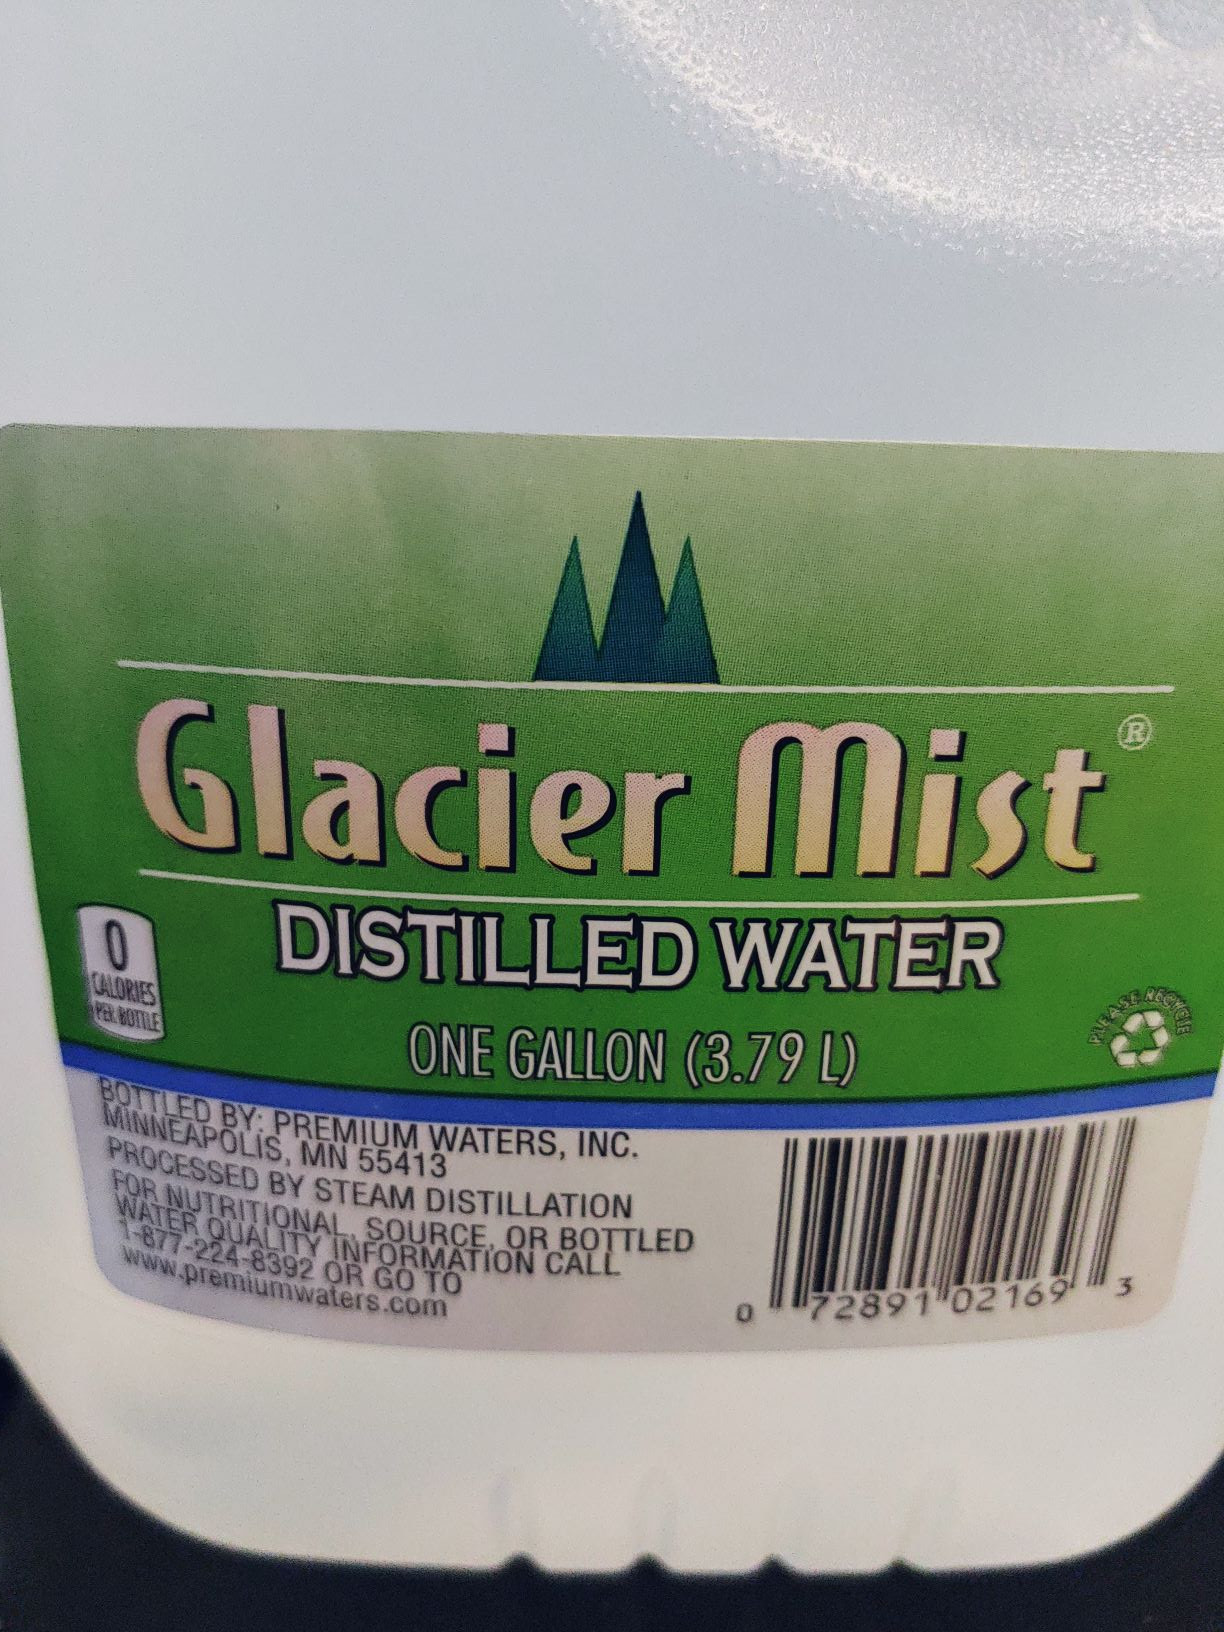 Glacier Mist®
DISTILLED WATER
0
CALORIES
PER BOTTLE
ONE GALLON (3.79 L)
PLEASE RECYCLE
BOTTLED BY: PREMIUM WATERS, INC.
MINNEAPOLIS, MN 55413
PROCESSED BY STEAM DISTILLATION
FOR NUTRITIONAL, SOURCE, OR BOTTLED
WATER QUALITY INFORMATION CALL
1-877-224-8392 OR GO TO
www.premiumwaters.com
0 72891 02169 3